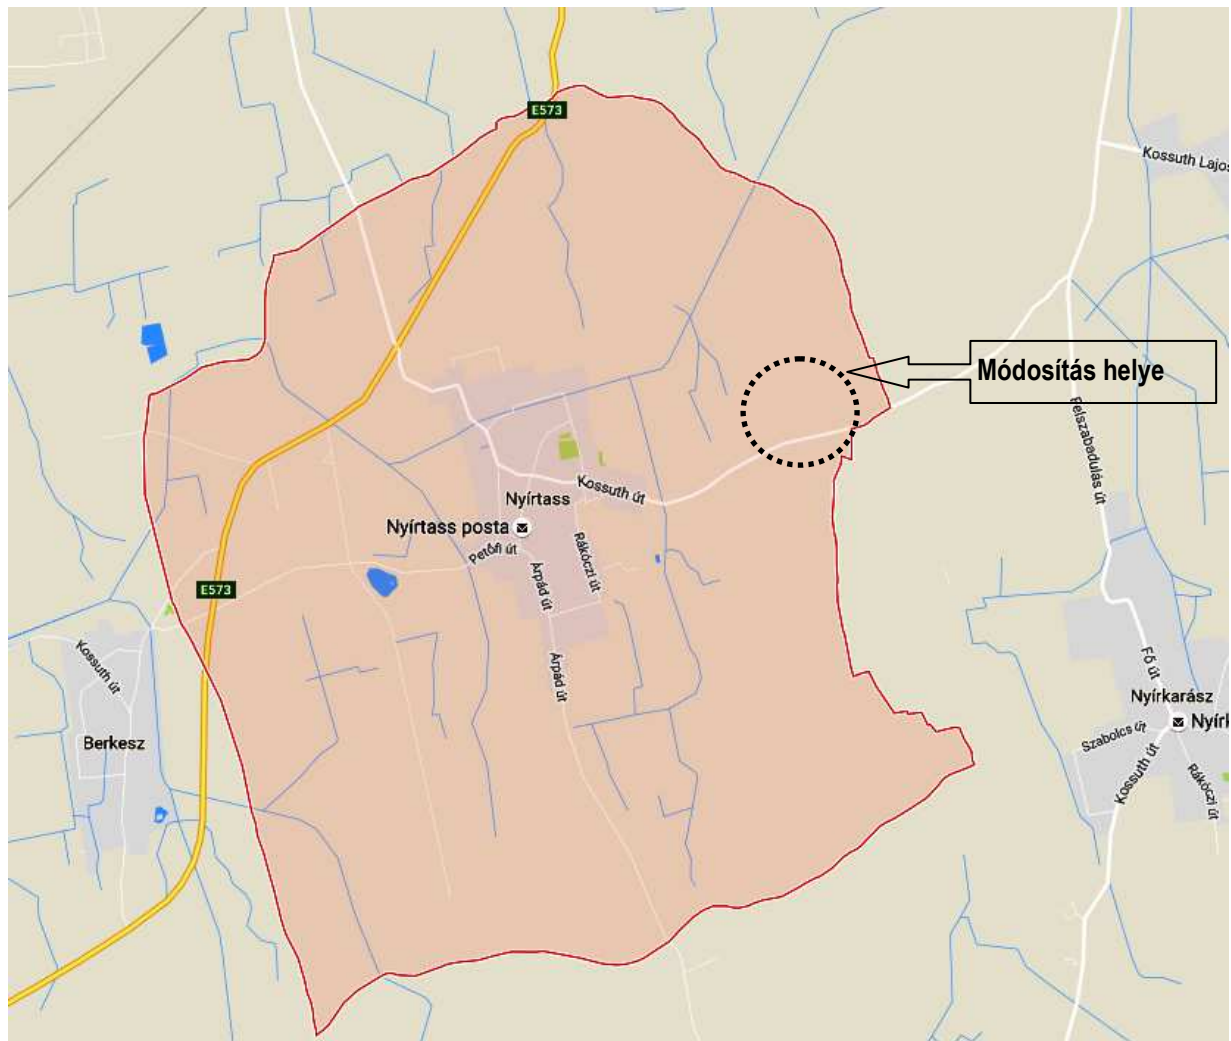 E573
Kossuth Lajos
Módosítás helye
Felszabadulás út
Kossuth út
Nyírtass
Nyírtass posta
Petőfi út
Rákóczi út
Árpád út
E573
Árpád út
Kossuth út
Berkesz
Fő út
Nyírkarász
Nyírk
Szabolcs út
Kossuth út
Rákóczi út